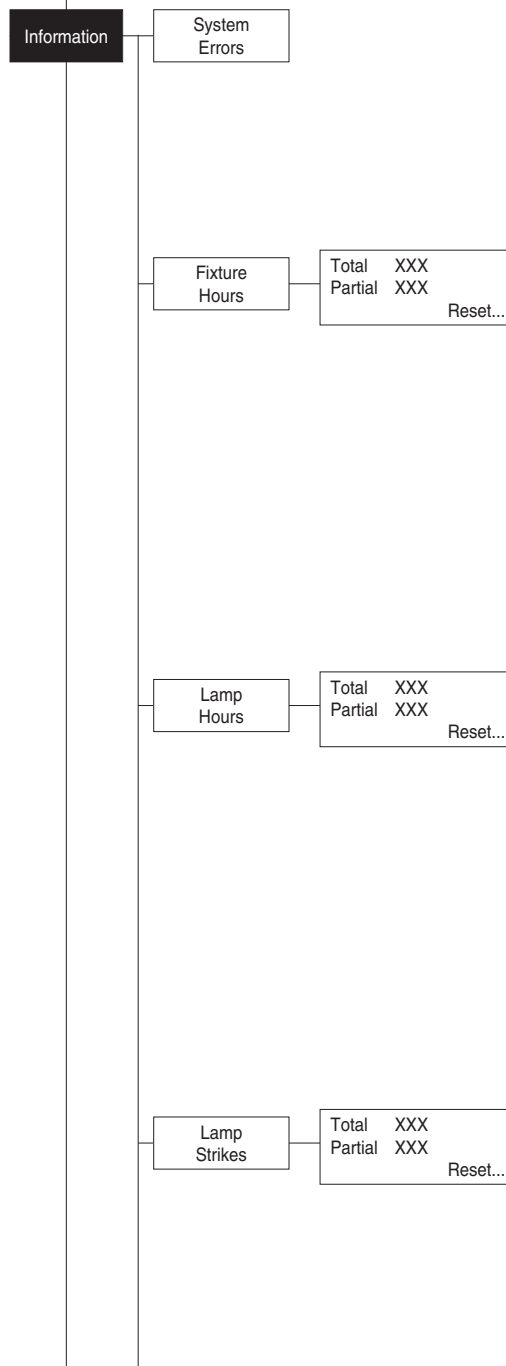 Information
System
Errors
Fixture
Hours
Total XXX
Partial XXX
Reset...
Lamp
Hours
Total XXX
Partial XXX
Reset...
Lamp
Strikes
Total XXX
Partial XXX
Reset...